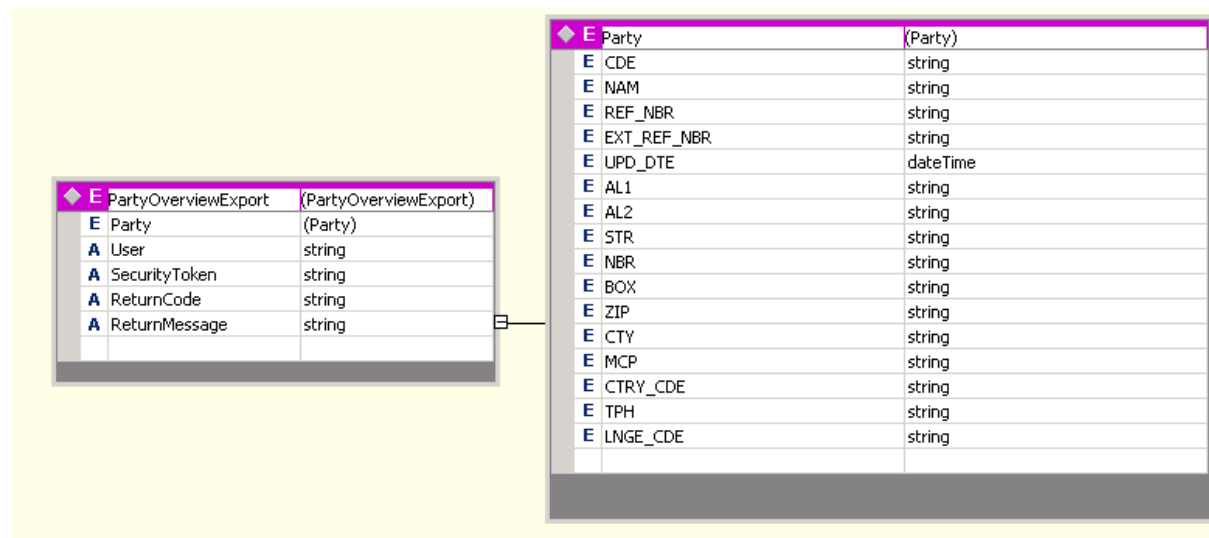 E PartyOverviewExport (PartyOverviewExport)
E Party (Party)
A User string
A SecurityToken string
A ReturnCode string
A ReturnMessage string
E Party (Party)
E CDE string
E NAM string
E REF_NBR string
E EXT_REF_NBR string
E UPD_DTE dateTime
E AL1 string
E AL2 string
E STR string
E NBR string
E BOX string
E ZIP string
E CTY string
E MCP string
E CTRY_CDE string
E TPH string
E LNGE_CDE string